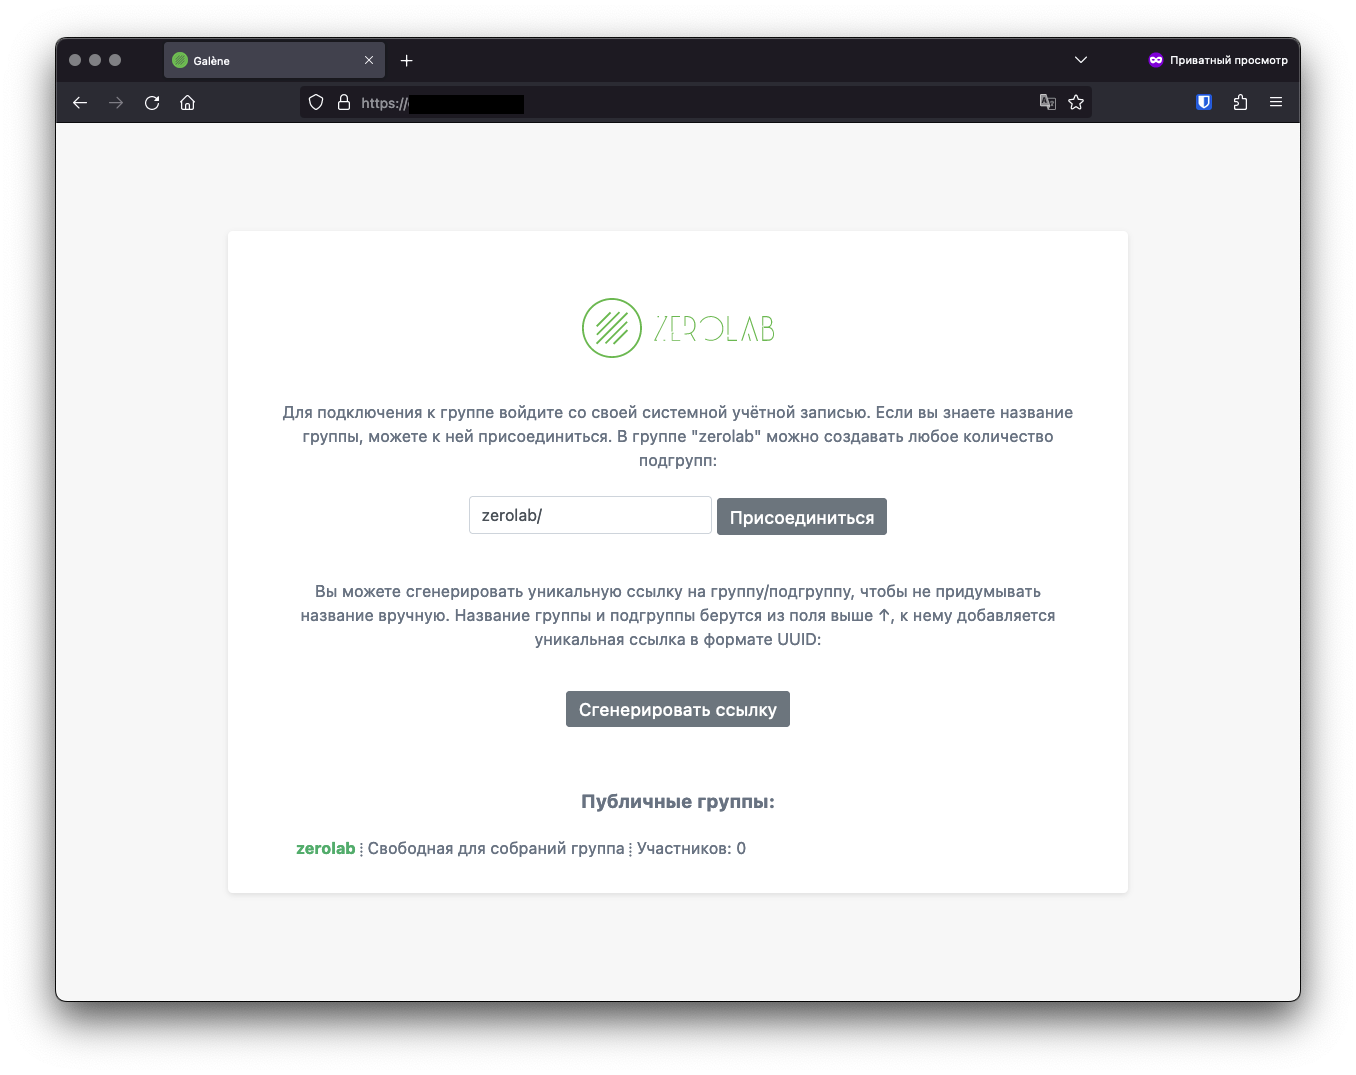 Galène
Приватный просмотр
https://
ZEROLAB
Для подключения к группе войдите со своей системной учётной записью. Если вы знаете название
группы, можете к ней присоединиться. В группе "zerolab" можно создавать любое количество
подгрупп:
zerolab/ Присоединиться
Вы можете сгенерировать уникальную ссылку на группу/подгруппу, чтобы не придумывать
название вручную. Название группы и подгруппы берутся из поля выше ↑, к нему добавляется
уникальная ссылка в формате UUID:
Сгенерировать ссылку
Публичные группы:
zerolab ┊ Свободная для собраний группа ┊ Участников: 0